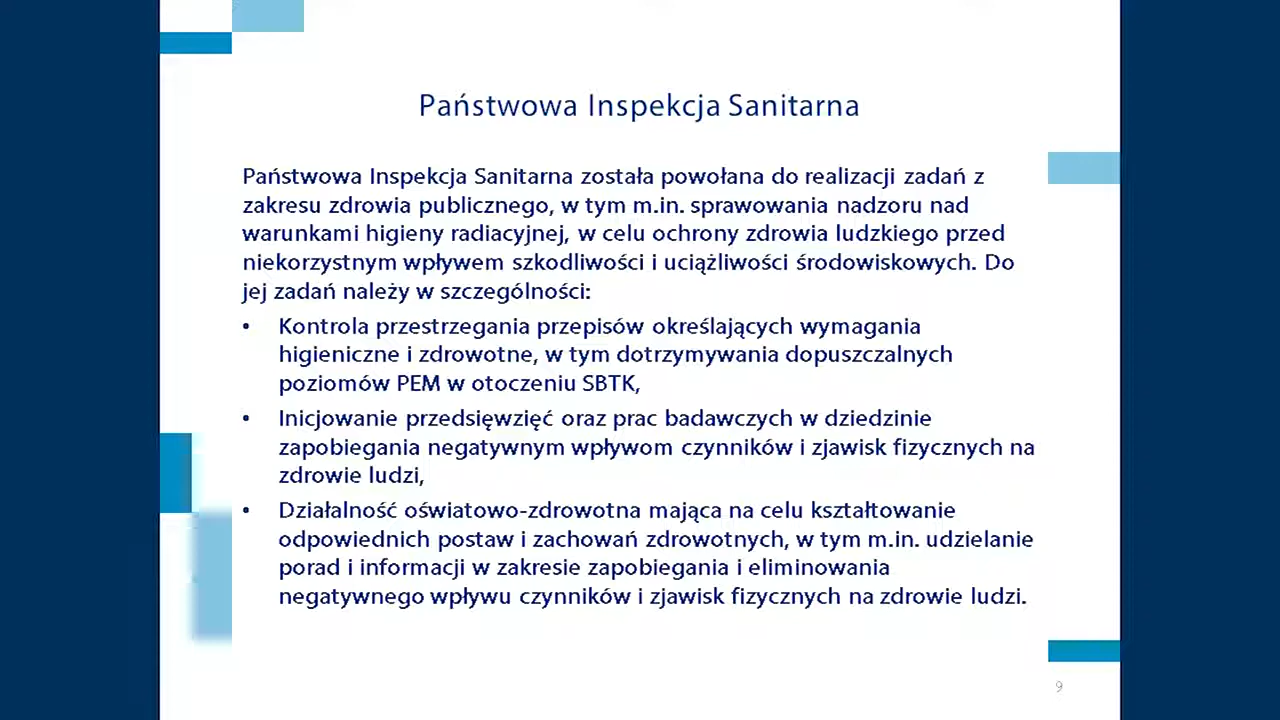 Państwowa Inspekcja Sanitarna
Państwowa Inspekcja Sanitarna została powołana do realizacji zadań z
zakresu zdrowia publicznego, w tym m.in. sprawowania nadzoru nad
warunkami higieny radiacyjnej, w celu ochrony zdrowia ludzkiego przed
niekorzystnym wpływem szkodliwości i uciążliwości środowiskowych. Do
jej zadań należy w szczególności:
• Kontrola przestrzegania przepisów określających wymagania
higieniczne i zdrowotne, w tym dotrzymywania dopuszczalnych
poziomów PEM w otoczeniu SBTK,
• Inicjowanie przedsięwzięć oraz prac badawczych w dziedzinie
zapobiegania negatywnym wpływom czynników i zjawisk fizycznych na
zdrowie ludzi,
• Działalność oświatowo-zdrowotna mająca na celu kształtowanie
odpowiednich postaw i zachowań zdrowotnych, w tym m.in. udzielanie
porad i informacji w zakresie zapobiegania i eliminowania
negatywnego wpływu czynników i zjawisk fizycznych na zdrowie ludzi.
9